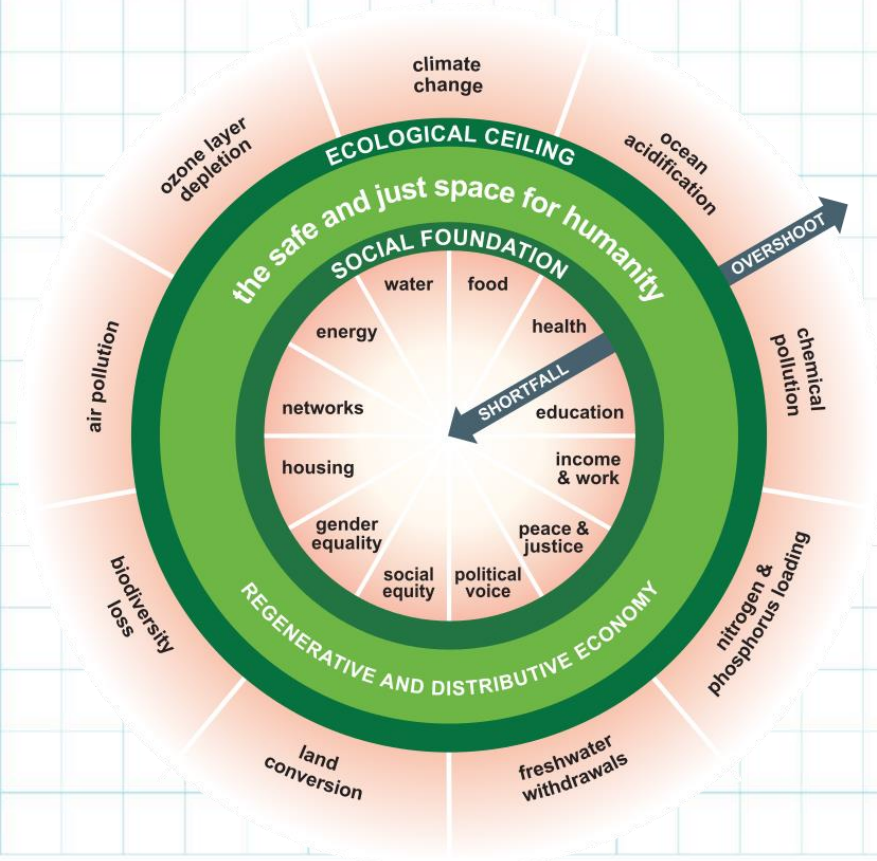 climate
change
ocean
acidification
chemical
pollution
nitrogen &
phosphorus loading
freshwater
withdrawals
land
conversion
biodiversity
loss
air pollution
ozone layer
depletion
OVERSHOOT
ECOLOGICAL CEILING
the safe and just space for humanity
SOCIAL FOUNDATION
water
food
health
SHORTFALL
education
income
& work
peace &
justice
political
voice
social
equity
gender
equality
housing
networks
energy
REGENERATIVE AND DISTRIBUTIVE ECONOMY